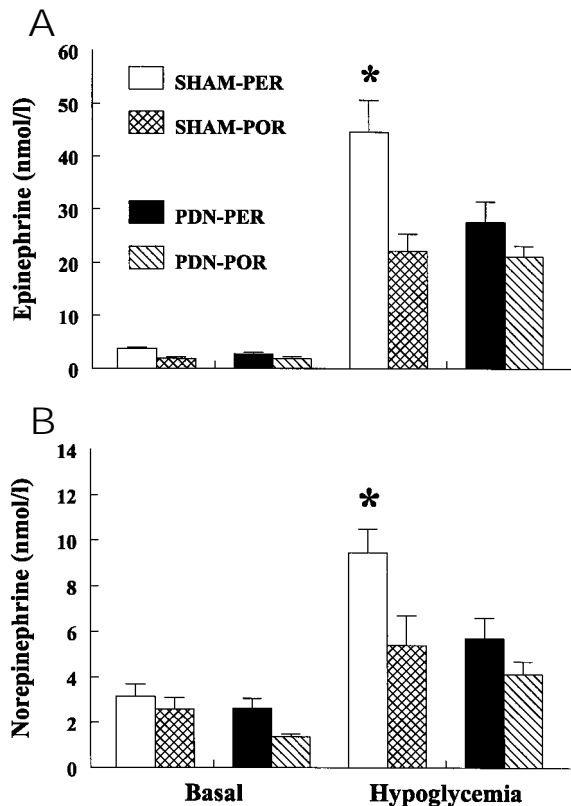 A
Epinephrine (nmol/l)
60
50
40
30
20
10
0
SHAM-PER
SHAM-POR
PDN-PER
PDN-POR
*
B
Norepinephrine (nmol/l)
14
12
10
8
6
4
2
0
*
Basal
Hypoglycemia